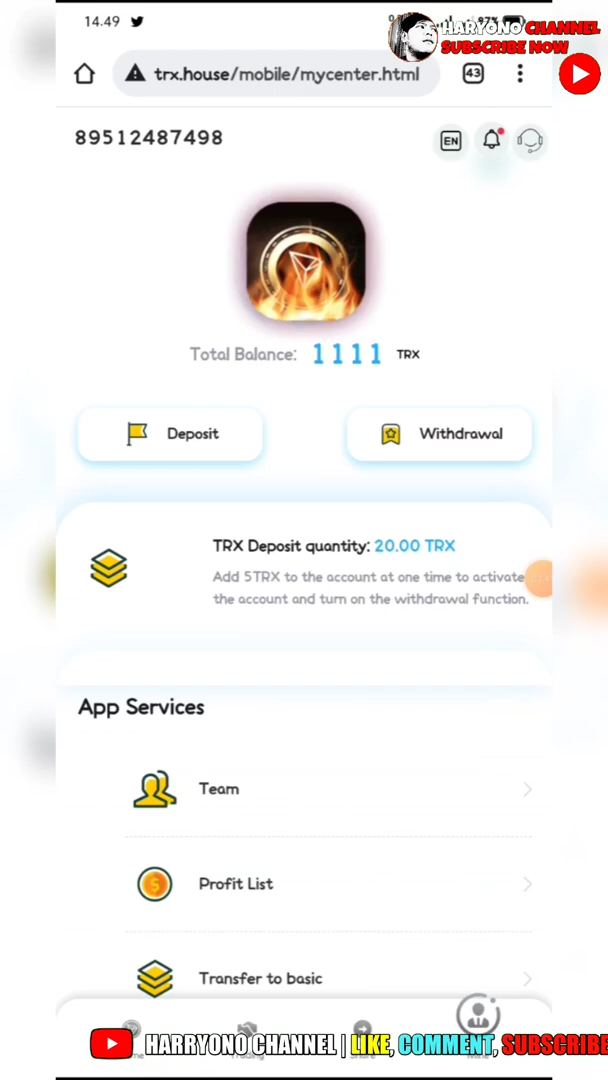 14.49
97%
HARYONO CHANNEL
SUBSCRIBE NOW
trx.house/mobile/mycenter.html
43
89512487498
EN
Total Balance: 1111 TRX
Deposit
Withdrawal
TRX Deposit quantity: 20.00 TRX
Add 5TRX to the account at one time to activate
the account and turn on the withdrawal function.
App Services
Team
Profit List
Transfer to basic
HARRYONO CHANNEL | LIKE, COMMENT, SUBSCRIBE